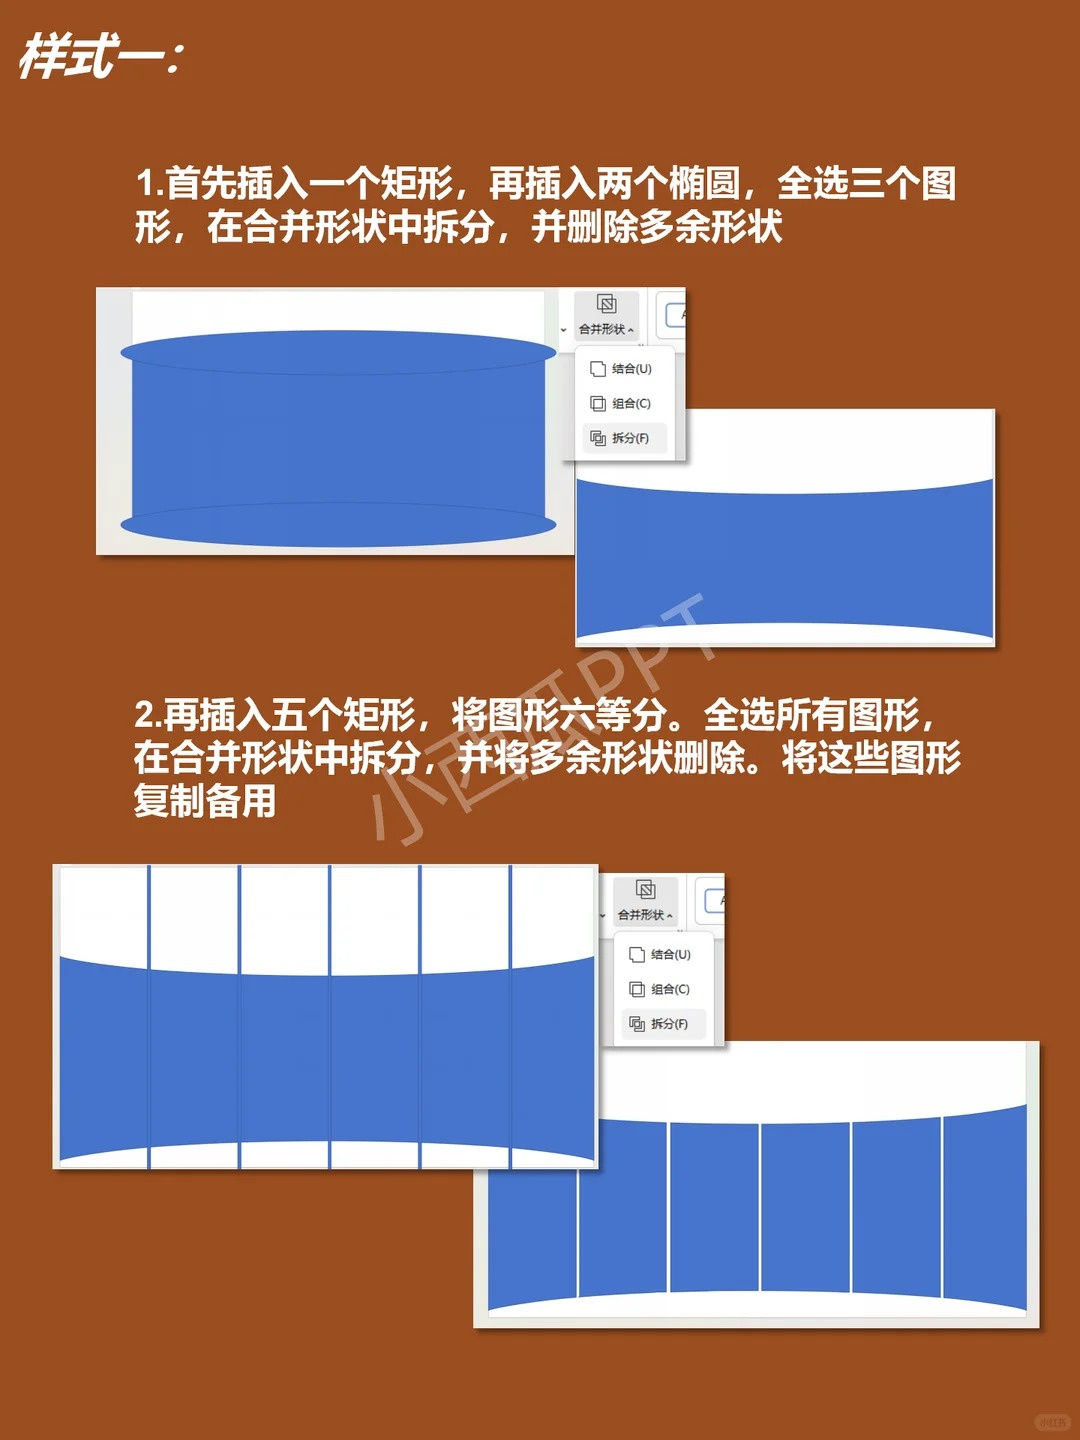 样式一：
1.首先插入一个矩形，再插入两个椭圆，全选三个图
形，在合并形状中拆分，并删除多余形状
合并形状
结合(U)
组合(C)
拆分(F)
小西瓜PPT
2.再插入五个矩形，将图形六等分。全选所有图形，
在合并形状中拆分，并将多余形状删除。将这些图形
复制备用
合并形状
结合(U)
组合(C)
拆分(F)
小红书